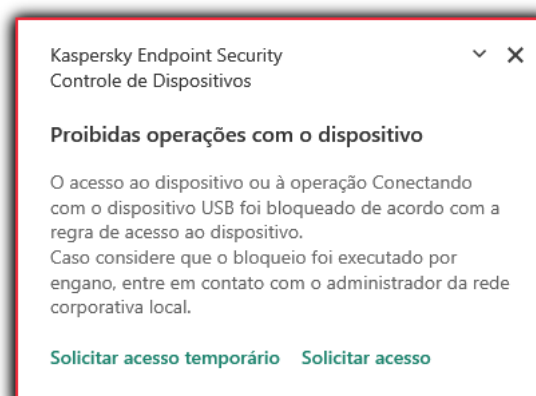 Kaspersky Endpoint Security
Controle de Dispositivos
Proibidas operações com o dispositivo
O acesso ao dispositivo ou à operação Conectando
com o dispositivo USB foi bloqueado de acordo com a
regra de acesso ao dispositivo.
Caso considere que o bloqueio foi executado por
engano, entre em contato com o administrador da rede
corporativa local.
Solicitar acesso temporário Solicitar acesso